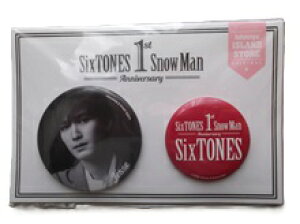 SixTONES 1st Snow Man
Anniversary
ISLAND
STORE
SixTONES 1st Snow Man
Anniversary
SixTONES